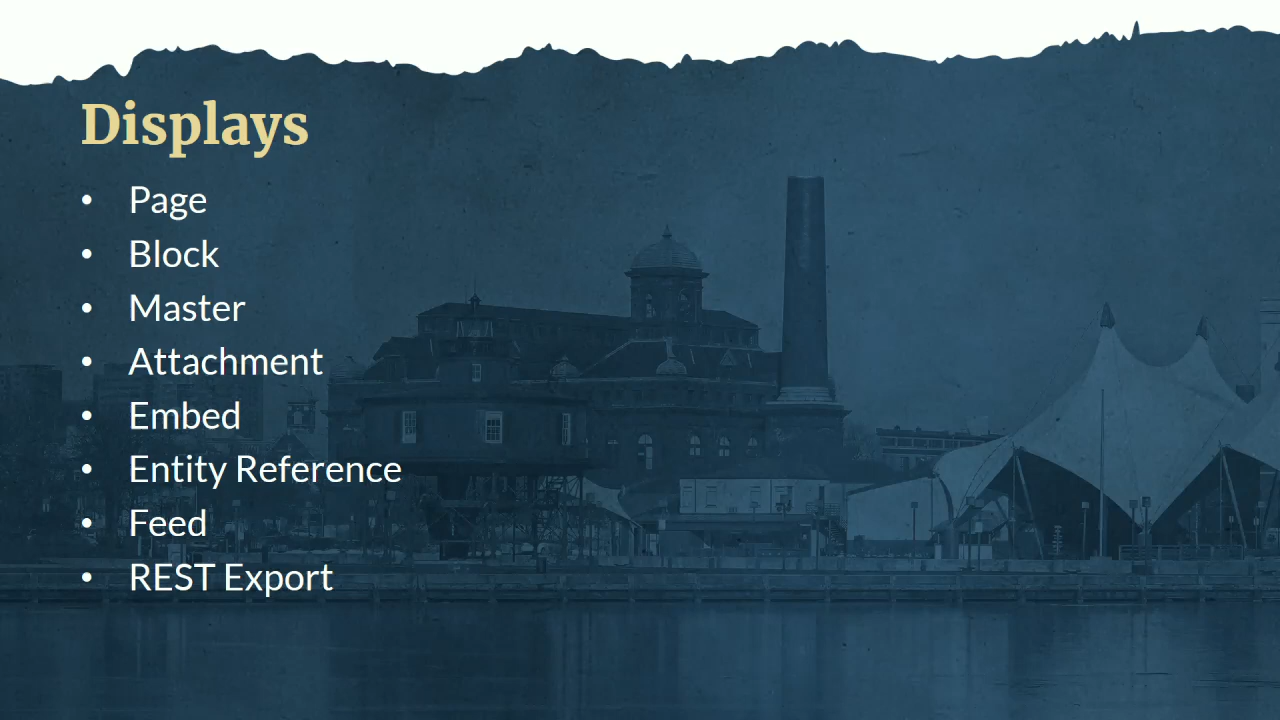 Displays
• Page
• Block
• Master
• Attachment
• Embed
• Entity Reference
• Feed
• REST Export